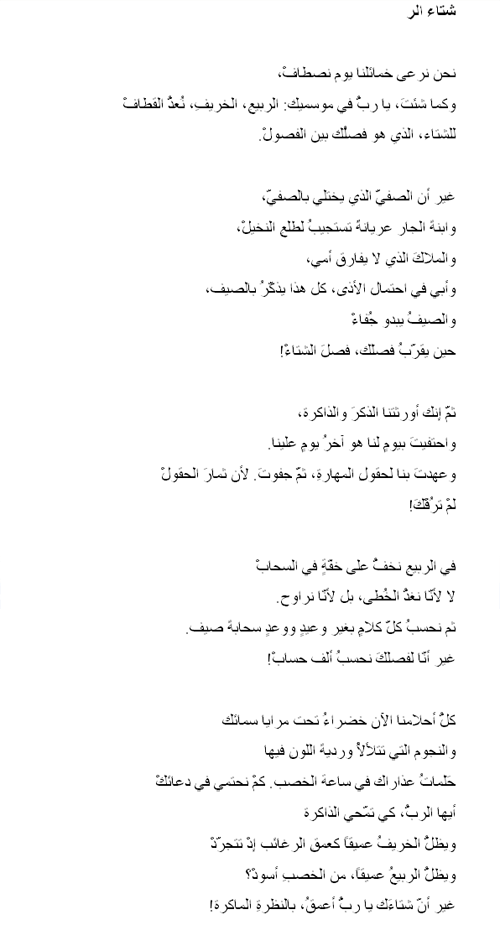 شتاء الر
نحن نرعى خمائلنا يوم نصطافْ،
وكما شئتَ، يا ربُّ في موسميك: الربيع، الخريفِ، نُعدُّ القطافْ
للشتاء، الذي هو فصلُك بين الفصولْ.
غير أن الصفيّ الذي يختلي بالصفيّ،
وابنة الجار عريانةً تستجيبُ لطلع النخيلْ،
والملاكَ الذي لا يفارق أمي،
وأبي في احتمال الأذى، كل هذا يذكّرُ بالصيف،
والصيفُ يبدو جُفاءً
حين يقرّبُ فصلك، فصلَ الشتاءْ!
ثمّ إنك أورثتنا الذكرَ والذاكرة،
واحتفيتَ بيومٍ لنا هو آخرُ يومٍ علينا.
وعهدتَ بنا لحقول المهارةِ، ثمّ جفوتَ. لأن ثمارَ الحقولْ
لمْ ترُقْكَ!
في الربيع نخفُّ على خفّةٍ في السحابْ
لا لأنّا نغذُّ الخُطى، بل لأنّا نراوح.
ثم نحسبُ كلّ كلامٍ بغير وعيدٍ ووعدٍ سحابةَ صيف.
غير أنّا لفصلكَ نحسبُ ألف حسابْ!
كلُّ أحلامنا الآن خضراءُ تحت مرايا سمائك
والنجوم التي تتلألأُ وردية اللون فيها
حَلَماتُ عذاراك في ساعة الخصب. كمْ نحتمي في دعائكْ
أيها الربُّ، كي تمّحي الذاكرة
ويظلُّ الخريفُ عميقاً كعمق الرغائب إذْ تتجرّدْ
ويظلُّ الربيعُ عميقاً، من الخصبِ أسودْ؟
غير أنّ شتاءَك يا ربُّ أعمقُ، بالنظرةِ الماكرة!